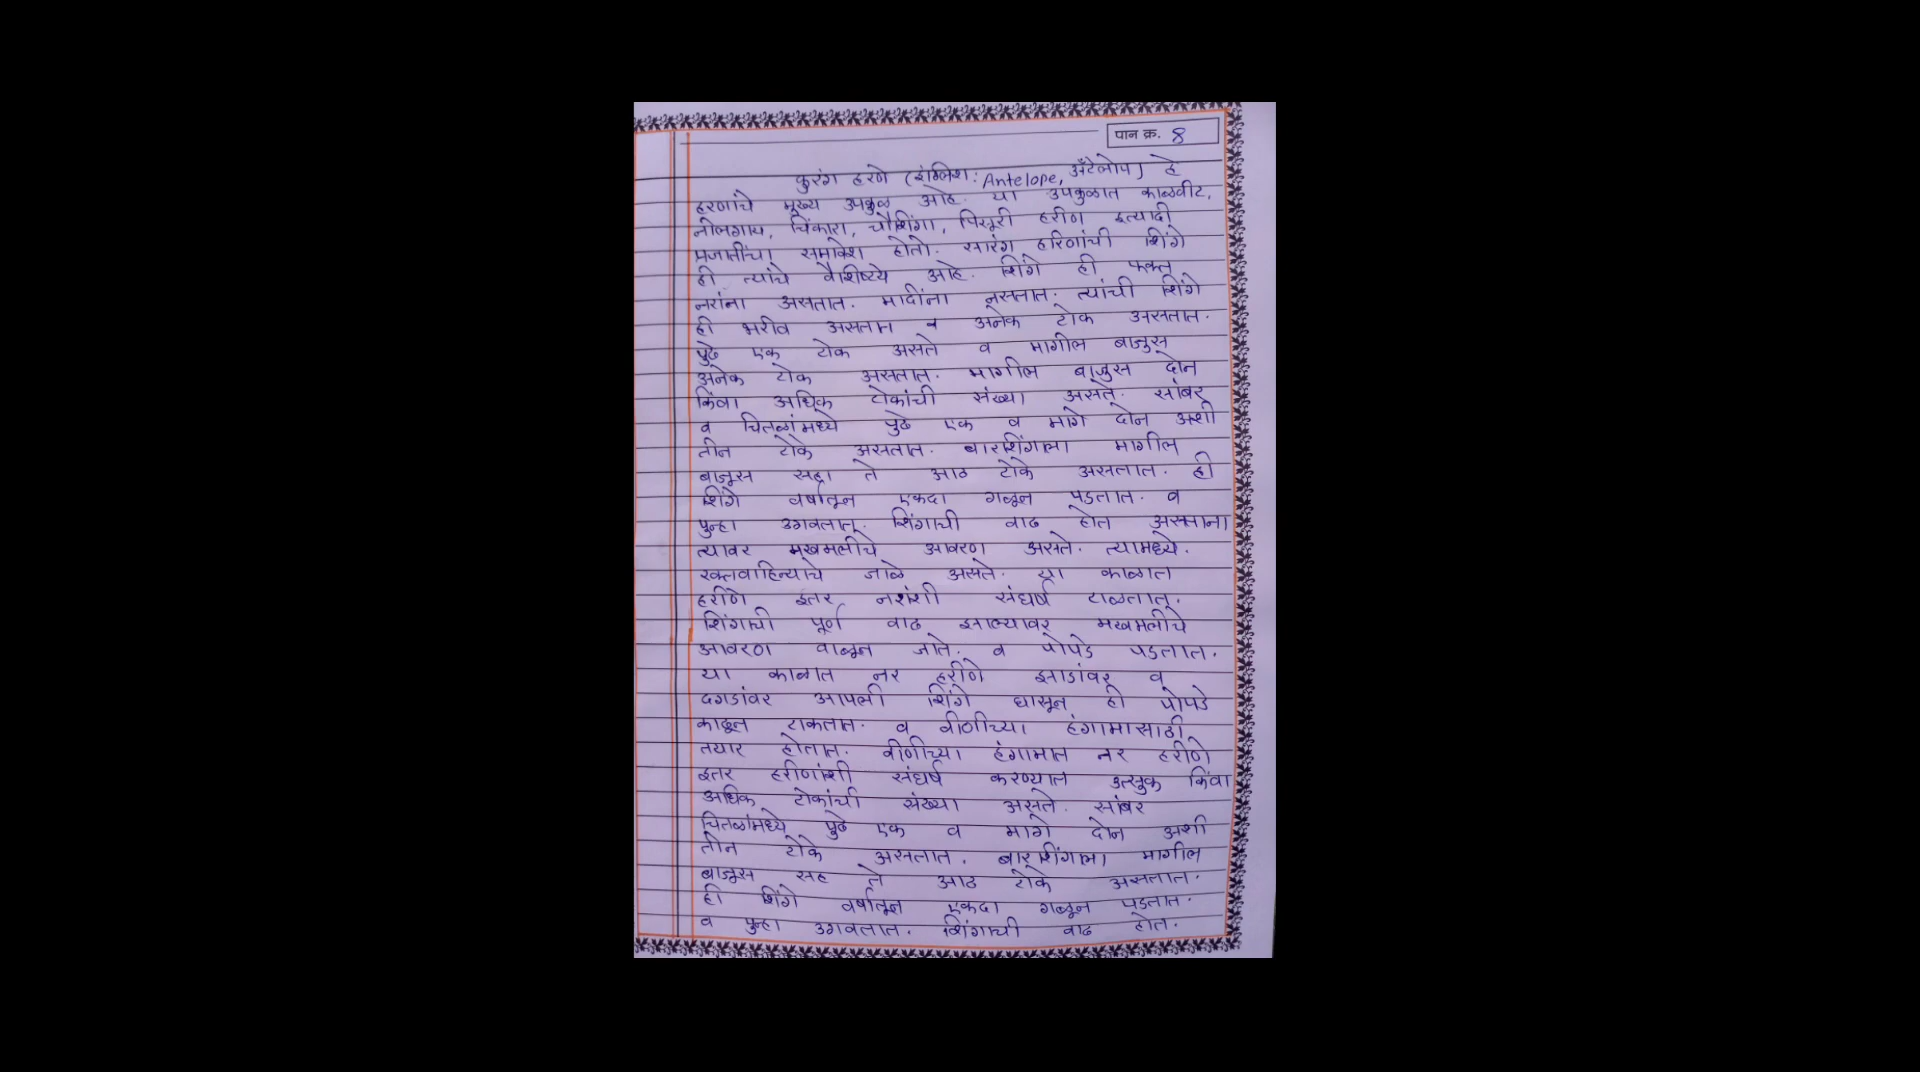 पान क्र. 8
कुरंग हरणे (इंग्लिश: Antelope, अँटेलोप) हे
हरणांचे मुख्य उपकुळ आहे. या उपकुळात काळवीट,
नीलगाय, चिंकारा, चौशिंगा, पिसूरी हरीण इत्यादी
प्रजातींचा समावेश होतो. सारंग हरिणांची शिंगे
ही त्यांचे वैशिष्ट्ये आहे. शिंगे ही फक्त
नरांना असतात. मादींना नसतात. त्यांची शिंगे
ही भरीव असतात व अनेक टोक असतात.
पुढे एक टोक असते व मागील बाजुस
अनेक टोक असतात. मागील बाजुस दोन
किंवा अधिक टोकांची संख्या असते. सांबर
व चितळांमध्ये पुढे एक व मागे दोन अशी
तीन टोके असतात. बारशिंगाला मागील
बाजूस सहा ते आठ टोके असतात. ही
शिंगे वर्षातून एकदा गळून पडतात. व
पुन्हा उगवतात. शिंगाची वाढ होत असताना
त्यावर मखमलीचे आवरण असते. त्यामध्ये.
रक्तवाहिन्याचे जाळे असते. या काळात
हरीणे इतर नरांशी संघर्ष टाळतात.
शिंगाची पूर्ण वाढ झाल्यावर मखमलीचे
आवरण वाळून जाते. व पोपडे पडतात.
या काळात नर हरीणे झाडांवर व
दगडांवर आपली शिंगे घासून ही पोपडे
काढून टाकतात. व वीणीच्या हंगामासाठी
तयार होतात. वीणीच्या हंगामात नर हरीणे
इतर हरीणांशी संघर्ष करण्यात उत्सुक किंवा
अधिक टोकांची संख्या असते. सांबर
चितळांमध्ये पुढे एक व मागे दोन अशी
तीन टोके असतात. बारशिंगाला मागील
बाजूस सह ते आठ टोके असतात.
ही शिंगे वर्षातून एकदा गळून पडतात.
व पुन्हा उगवतात. शिंगाची वाढ होत.